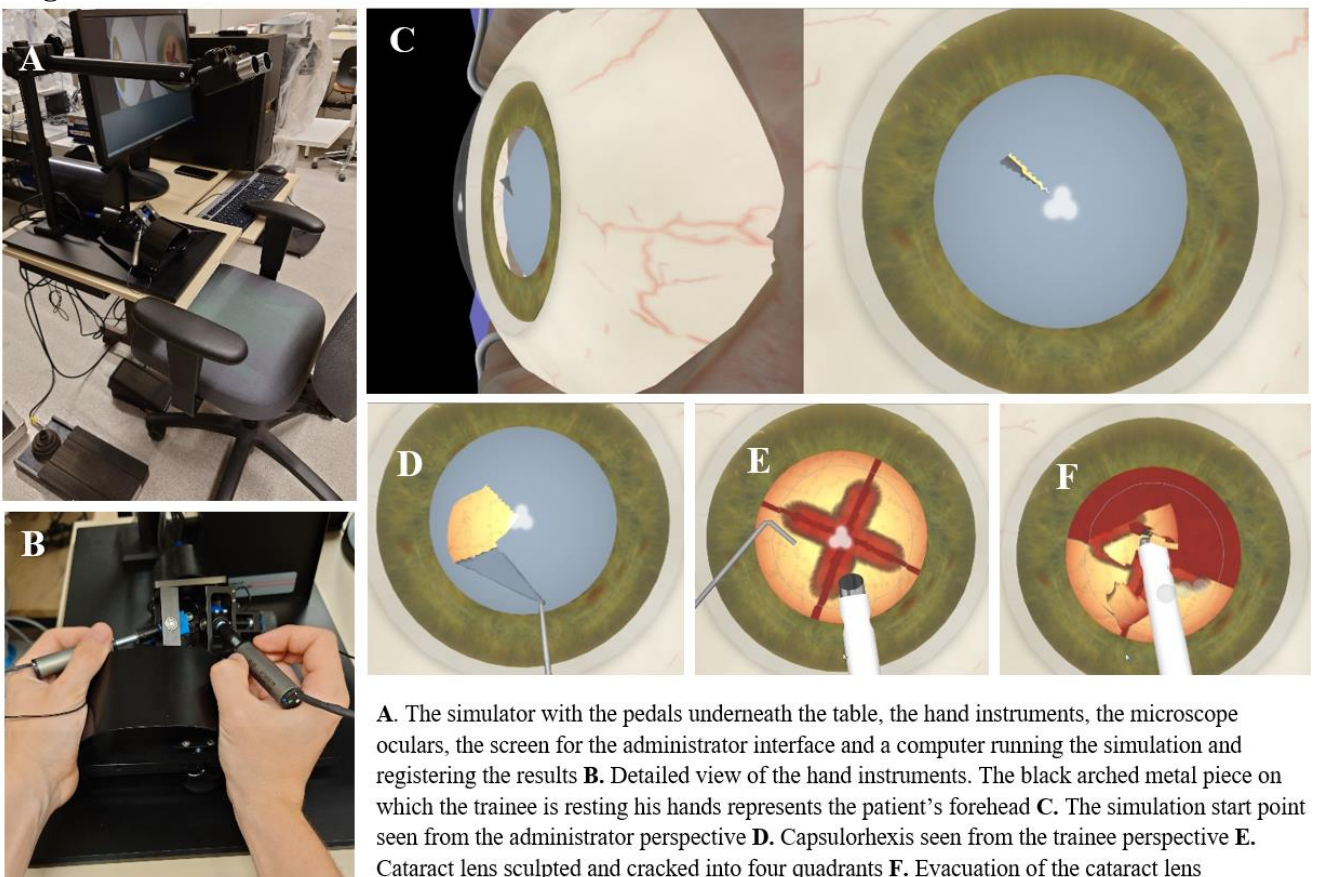 A
C
B
D
E
F
A. The simulator with the pedals underneath the table, the hand instruments, the microscope
oculars, the screen for the administrator interface and a computer running the simulation and
registering the results B. Detailed view of the hand instruments. The black arched metal piece on
which the trainee is resting his hands represents the patient's forehead C. The simulation start point
seen from the administrator perspective D. Capsulorhexis seen from the trainee perspective E.
Cataract lens sculpted and cracked into four quadrants F. Evacuation of the cataract lens